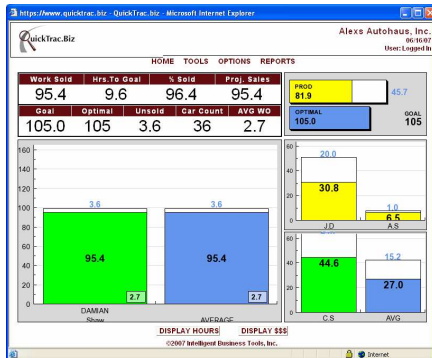 https://www.quicktrac.biz - QuickTrac.biz - Microsoft Internet Explorer
QuickTrac.Biz
Alexs Autohaus, Inc.
06/16/07
User: Logged In
HOME TOOLS OPTIONS REPORTS
Work Sold Hrs.To Goal % Sold Proj. Sales
95.4 9.6 96.4 95.4
Goal Optimal Unsold Car Count AVG WO
105.0 105 3.6 36 2.7
PROD
81.9
45.7
OPTIMAL
105.0
GOAL
105
160
140
120
100
80
60
40
20
0
3.6 3.6
95.4 95.4
2.7 2.7
DAMIAN
Shaw AVERAGE
60
40
20
0
20.0
30.8
1.0
6.5
J.D A.S
60
40
20
0
44.6
15.2
27.0
C.S AVG
DISPLAY HOURS DISPLAY $$$
©2007 Intelligent Business Tools, Inc.
Internet